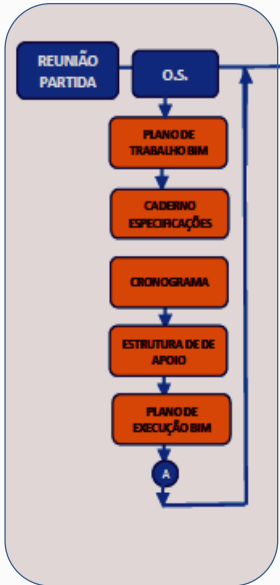 REUNIÃO
PARTIDA
O.S.
PLANO DE
TRABALHO BIM
CADERNO
ESPECIFICAÇÕES
CRONOGRAMA
ESTRUTURA DE DE
APOIO
PLANO DE
EXECUÇÃO BIM
A